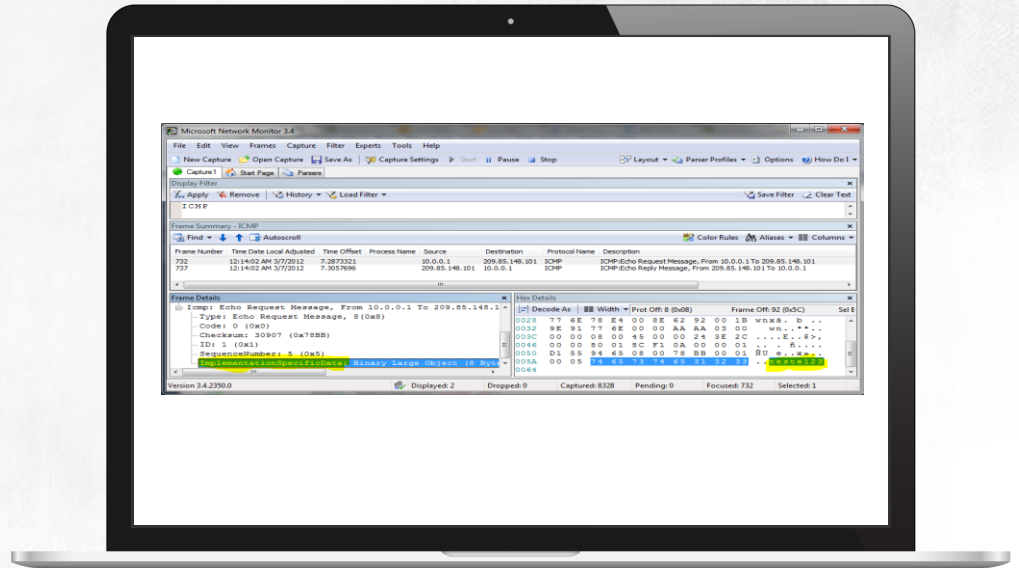 Microsoft Network Monitor 3.4
File Edit View Frames Capture Filter Experts Tools Help
New Capture Open Capture Save As Capture Settings Start Pause Stop Layout Parser Profiles Options How Do I
Capture1 Start Page Parsers
Display Filter
Apply Remove History Load Filter Save Filter Clear Text
ICMP
Frame Summary - ICMP
Find Autoscroll Color Rules Aliases Columns
Frame Number Time Date Local Adjusted Time Offset Process Name Source Destination Protocol Name Description
732 12:14:02 AM 3/7/2012 7.2873321 10.0.0.1 209.85.148.101 ICMP ICMP:Echo Request Message, From 10.0.0.1 To 209.85.148.101
737 12:14:02 AM 3/7/2012 7.3057696 209.85.148.101 10.0.0.1 ICMP ICMP:Echo Reply Message, From 209.85.148.101 To 10.0.0.1
Frame Details
Icmp: Echo Request Message, From 10.0.0.1 To 209.85.148.1
Type: Echo Request Message, 8(0x8)
Code: 0 (0x0)
Checksum: 30907 (0x78BB)
ID: 1 (0x1)
SequenceNumber: 5 (0x5)
ImplementationSpecificData: Binary Large Object (8 Byte
Hex Details
Decode As Width Prot Off: 8 (0x08) Frame Off: 92 (0x5C) Sel B
0028 77 6E 78 E4 00 8E 62 92 00 1B
0032 9E 91 77 6E 00 00 AA AA 03 00
003C 00 00 08 00 45 00 00 24 3E 2C
0046 00 00 80 01 8C F1 0A 00 00 01
0050 D1 55 94 65 08 00 78 BB 00 01
005A 00 05 74 65 73 74 65 31 32 33 ..teste123
0064
Version 3.4.2350.0 Displayed: 2 Dropped: 0 Captured: 8328 Pending: 0 Focused: 732 Selected: 1